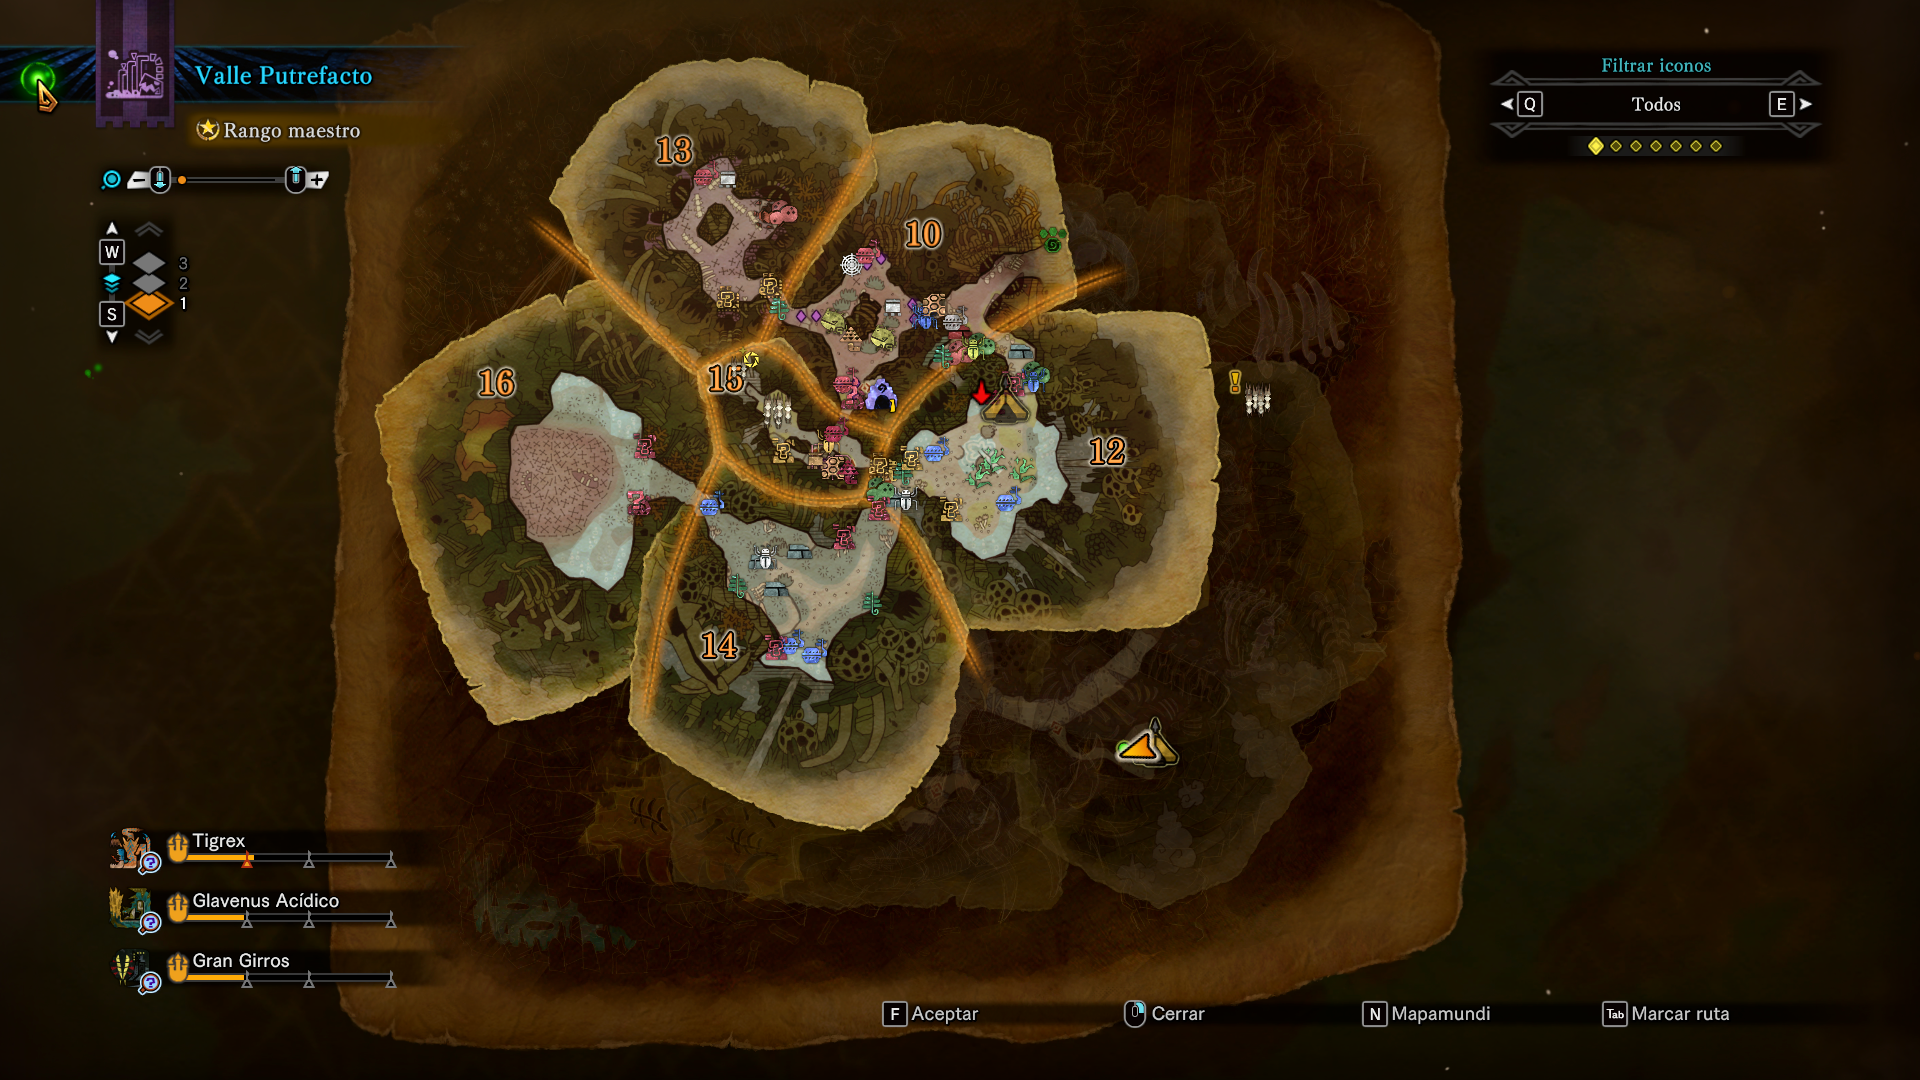 Valle Putrefacto
Rango maestro
Filtrar iconos
Q Todos E
W
3
2
1
S
13
10
16
15
12
14
Tigrex
Glavenus Acídico
Gran Girros
F Aceptar
Cerrar
N Mapamundi
Tab Marcar ruta